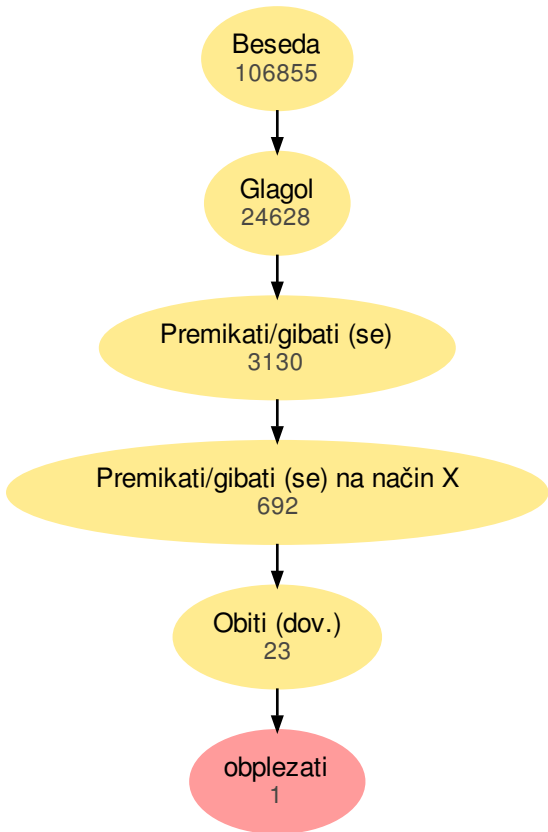 Beseda
106855
Glagol
24628
Premikati/gibati (se)
3130
Premikati/gibati (se) na način X
692
Obiti (dov.)
23
obplezati
1